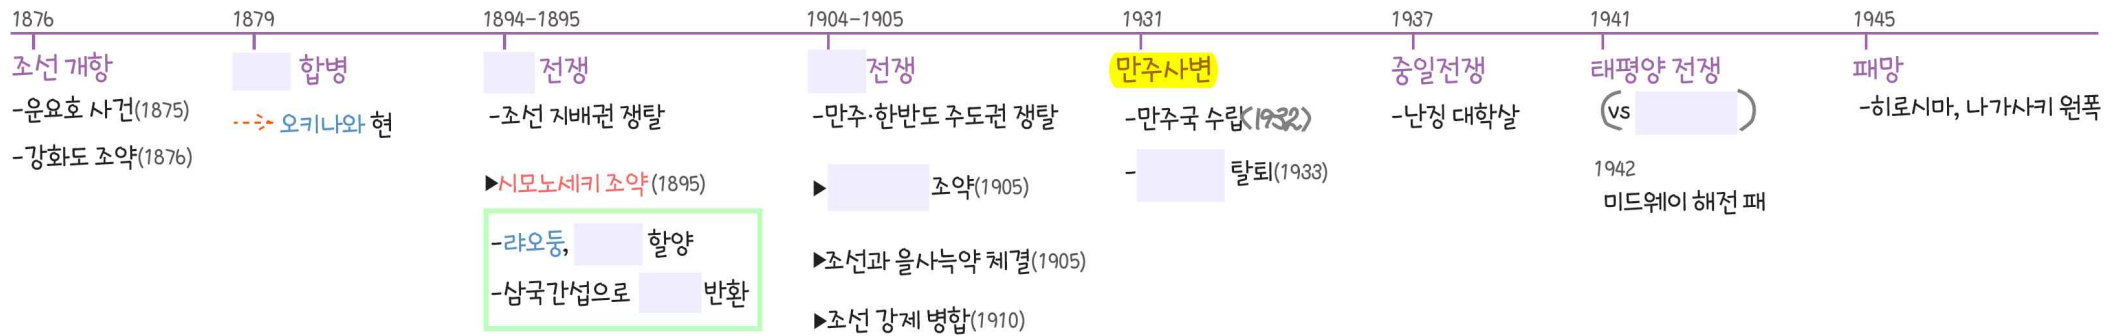 1876
조선 개항
-운요호 사건(1875)
-강화도 조약(1876)
1879
합병
오키나와 현
1894-1895
전쟁
-조선 지배권 쟁탈
▶시모노세키 조약(1895)
-랴오둥, 할양
-삼국간섭으로 반환
1904-1905
전쟁
-만주·한반도 주도권 쟁탈
▶ 조약(1905)
▶조선과 을사늑약 체결(1905)
▶조선 강제 병합(1910)
1931
만주사변
-만주국 수립(1932)
- 탈퇴(1933)
1937
중일전쟁
-난징 대학살
1941
태평양 전쟁
(vs )
1942
미드웨이 해전 패
1945
패망
-히로시마, 나가사키 원폭